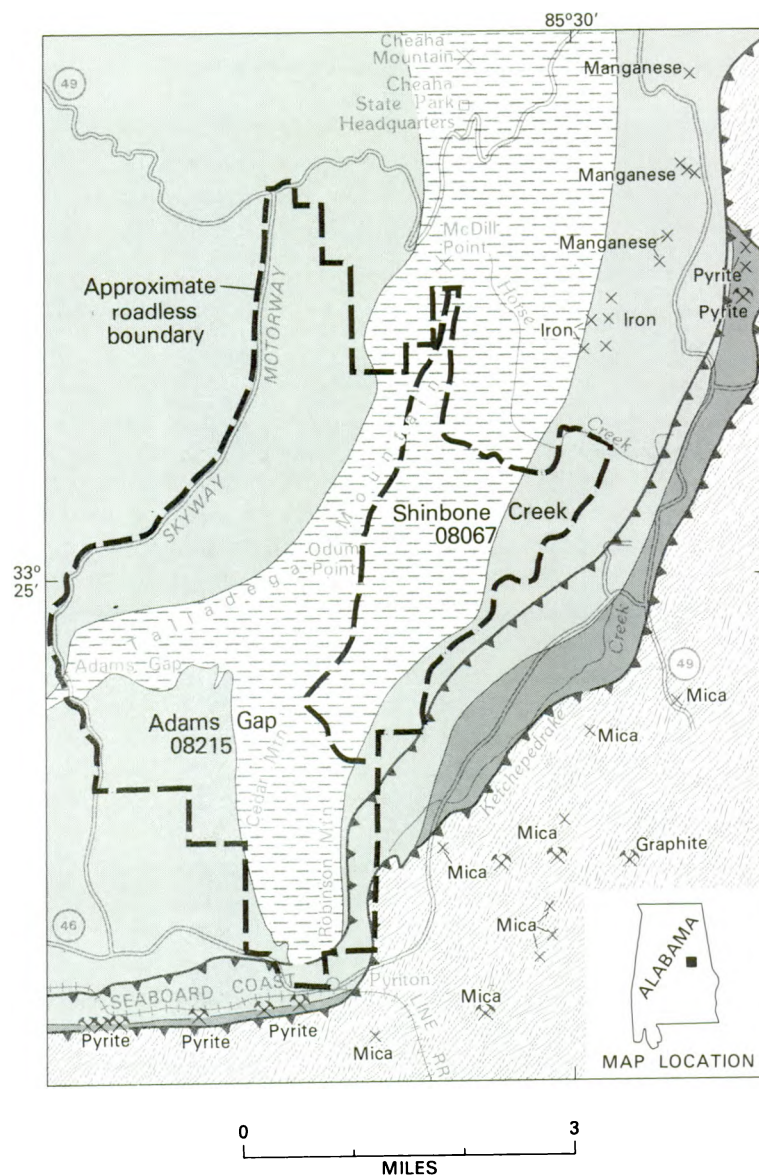 85°30'
Cheaha
Mountain
Manganese
49
Cheaha
State Park
Headquarters
Manganese
McDill
Point
Manganese
Pyrite
Pyrite
Approximate
roadless
boundary
MOTORWAY
Horse
Iron
Iron
Creek
SKYWAY
Shinbone Creek
08067
Talladega Mountain
Odum
Point
33°
25'
Creek
49
Adams Gap
Mica
Adams Gap
08215
Mica
Cedar Mtn
Ketchepedrakee
Robinson Mtn
Mica
Graphite
Mica
Mica
46
ALABAMA
Pyriton
SEABOARD COAST
LINE RR
Mica
Pyrite
Pyrite
Pyrite
Mica
MAP LOCATION
0
3
MILES